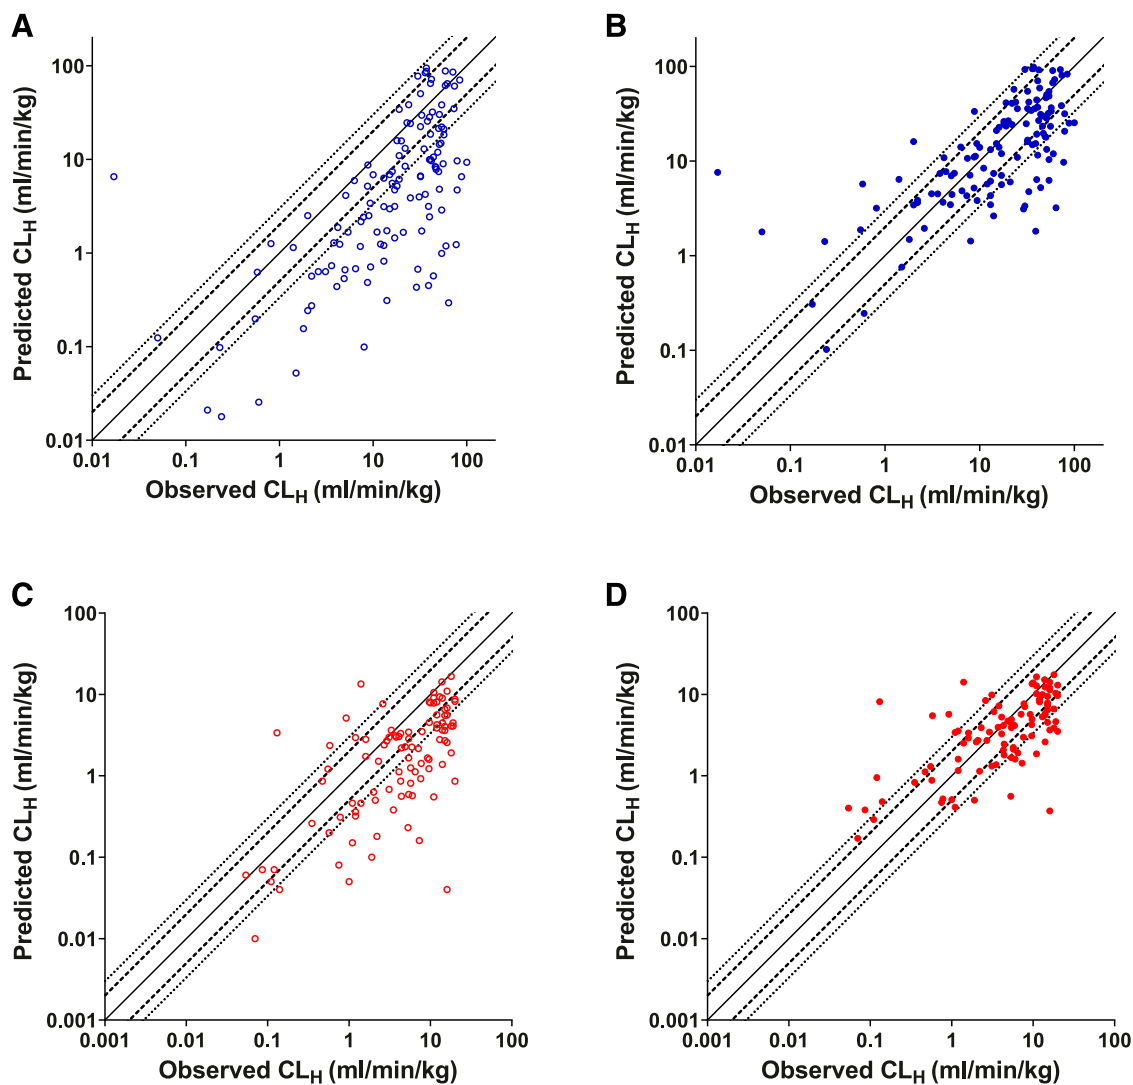 A
Predicted CLH (ml/min/kg)
100
10
1
0.1
0.01
0.01 0.1 1 10 100
Observed CLH (ml/min/kg)
B
Predicted CLH (ml/min/kg)
100
10
1
0.1
0.01
0.01 0.1 1 10 100
Observed CLH (ml/min/kg)
C
Predicted CLH (ml/min/kg)
100
10
1
0.1
0.01
0.001
0.001 0.01 0.1 1 10 100
Observed CLH (ml/min/kg)
D
Predicted CLH (ml/min/kg)
100
10
1
0.1
0.01
0.001
0.001 0.01 0.1 1 10 100
Observed CLH (ml/min/kg)